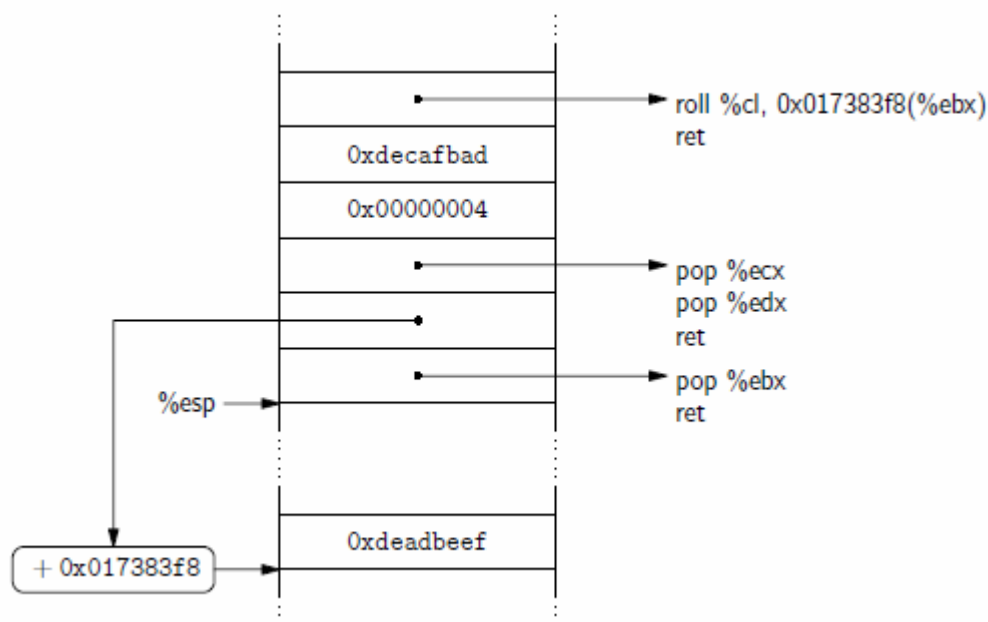 roll %cl, 0x017383f8(%ebx)
ret
0xdecafbad
0x00000004
pop %ecx
pop %edx
ret
pop %ebx
ret
%esp
0xdeadbeef
+ 0x017383f8